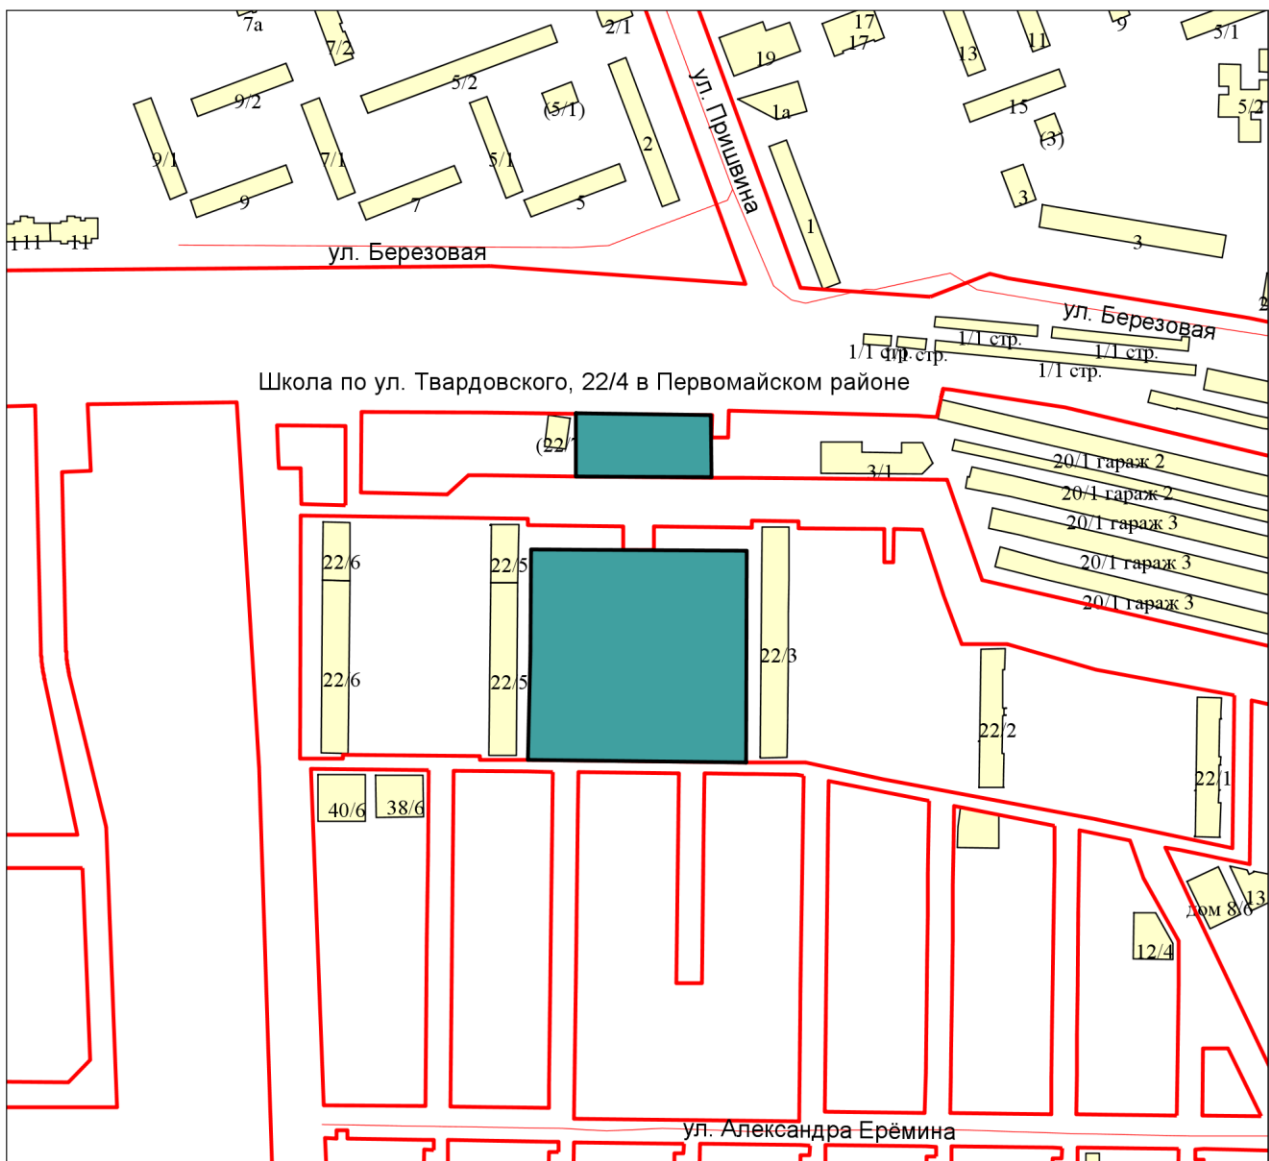 7а
7/2
2/1
17
17
19
13
11
9
5/1
5/2
9/2
(5/1)
1а
15
5/2
ул. Пришвина
2
(3)
9/1
7/1
5/1
9
7
5
3
1
3
11
11
ул. Березовая
ул. Березовая
1/1 стр.
1/1 стр.
1/1 стр.
1/1 стр.
1/1 стр.
Школа по ул. Твардовского, 22/4 в Первомайском районе
3/1
20/1 гараж 2
20/1 гараж 2
20/1 гараж 3
20/1 гараж 3
20/1 гараж 3
22/6
22/5
22/3
22/6
22/5
22/2
22/1
40/6
38/6
дом 8/6
13
12/4
ул. Александра Ерёмина